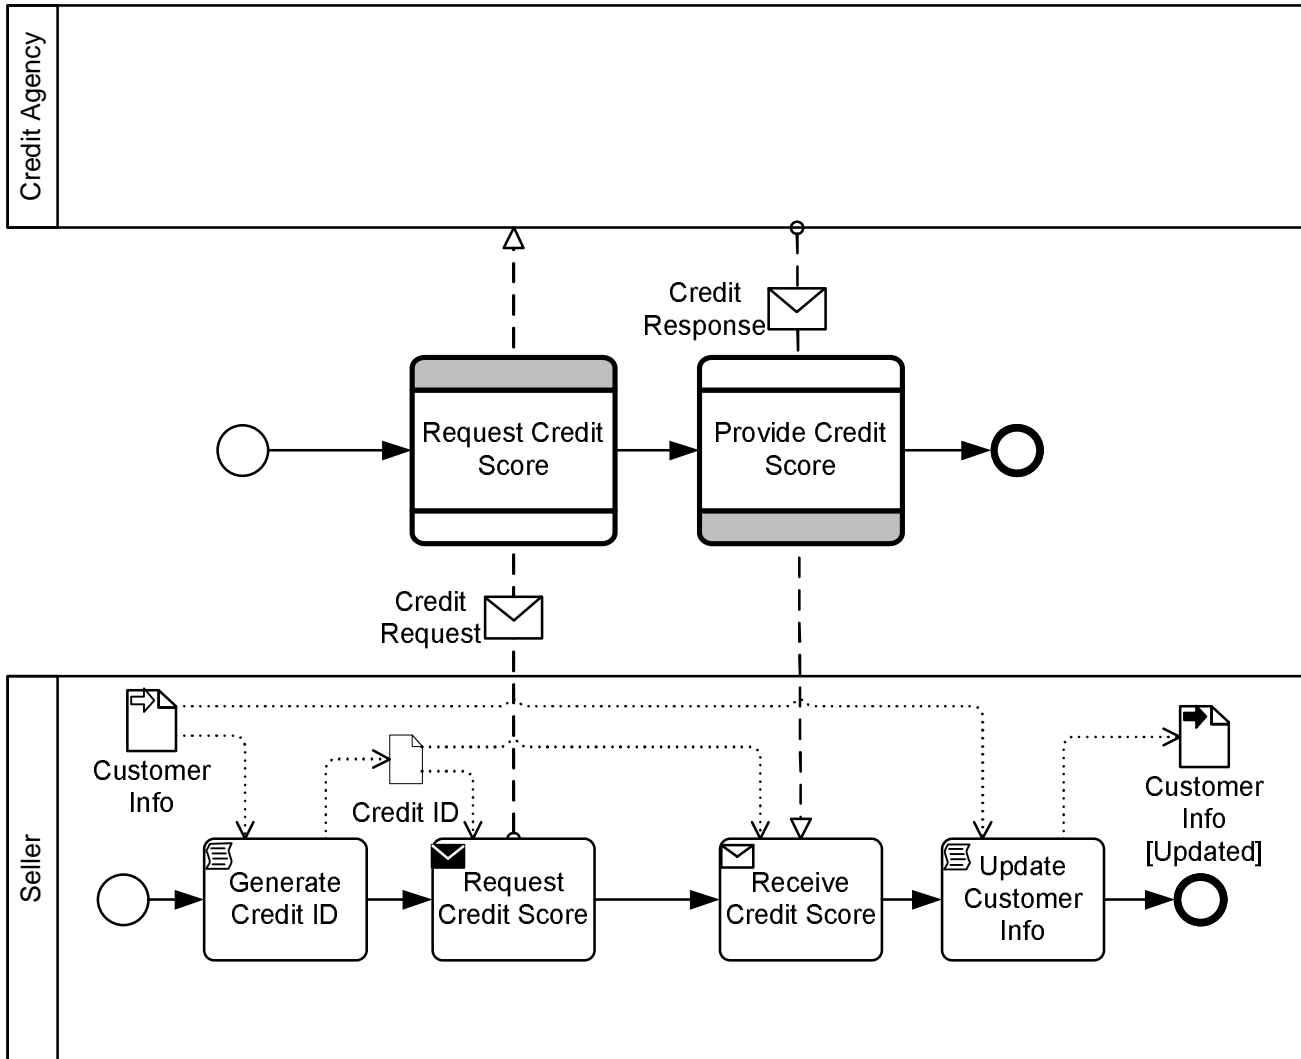 Credit Agency
Credit
Response
Request Credit
Score
Provide Credit
Score
Credit
Request
Seller
Customer
Info
Credit ID
Customer
Info
[Updated]
Generate
Credit ID
Request
Credit Score
Receive
Credit Score
Update
Customer
Info